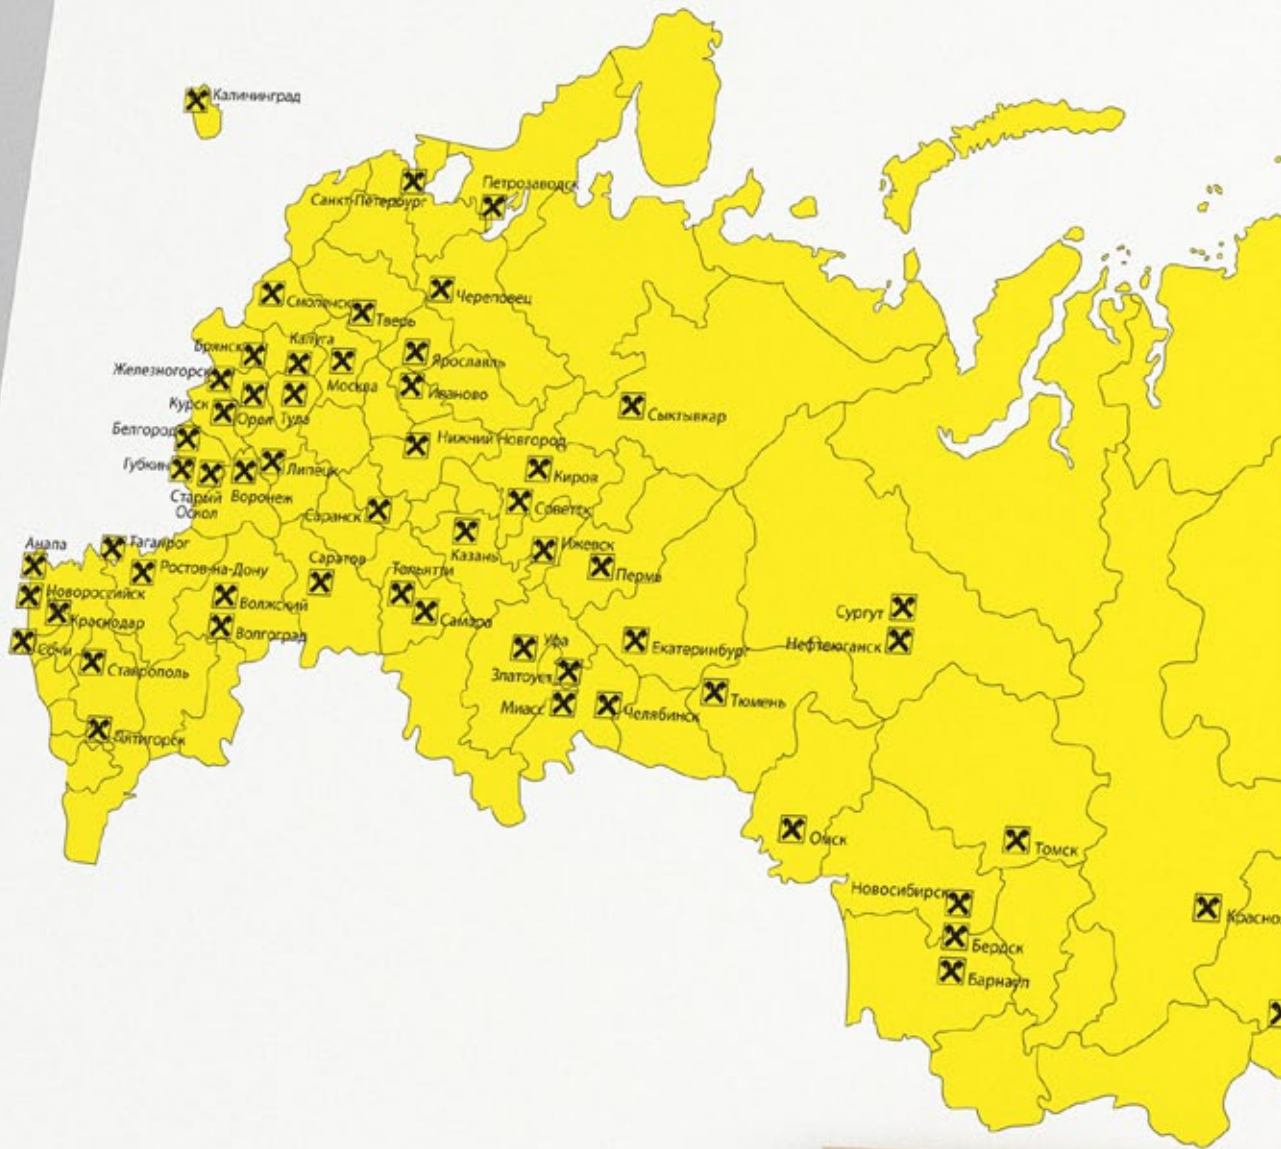 Калининград
Петрозаводск
Санкт-Петербург
Череповец
Смоленск
Тверь
Калуга
Брянск
Ярославль
Железногорск
Москва
Иваново
Курск
Орел
Тула
Сыктывкар
Белгород
Нижний Новгород
Губкин
Липецк
Киров
Старый
Оскол
Воронеж
Саранск
Советск
Казань
Ижевск
Пермь
Анапа
Таганрог
Ростов-на-Дону
Саратов
Тольятти
Новороссийск
Волжский
Краснодар
Самара
Сургут
Волгоград
Сочи
Уфа
Екатеринбург
Нефтеюганск
Ставрополь
Златоуст
Миасс
Челябинск
Тюмень
Пятигорск
Омск
Томск
Новосибирск
Красно
Бердск
Барнаул